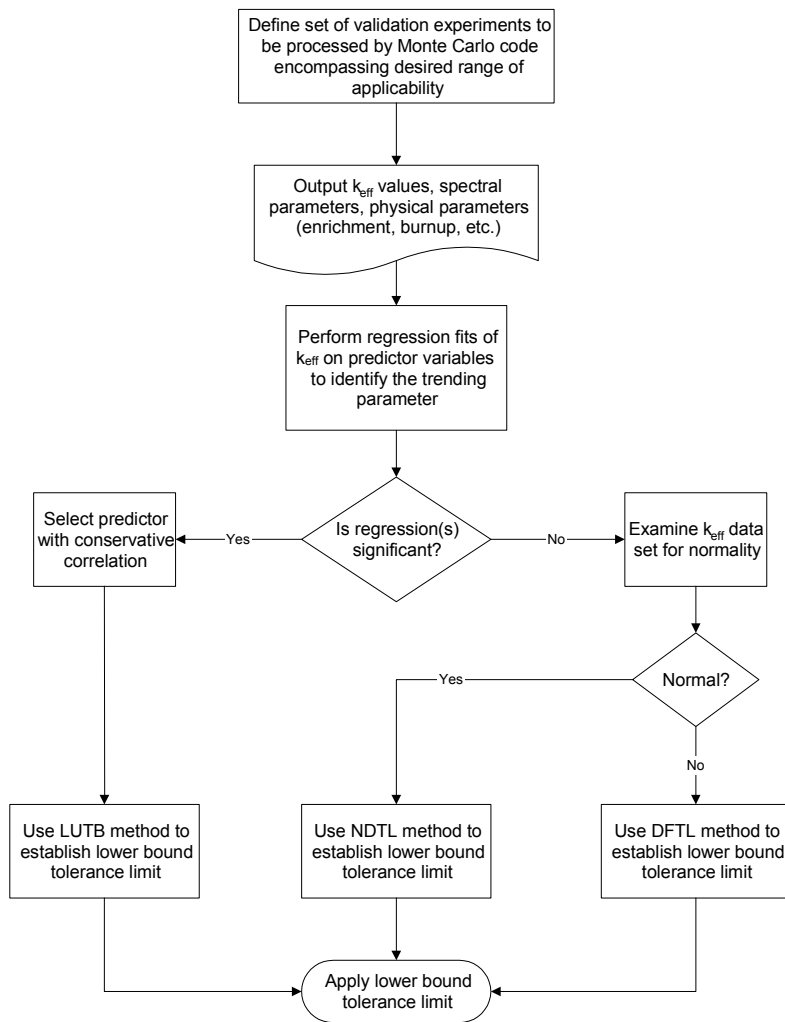 Define set of validation experiments to
be processed by Monte Carlo code
encompassing desired range of
applicability
Output keff values, spectral
parameters, physical parameters
(enrichment, burnup, etc.)
Perform regression fits of
keff on predictor variables
to identify the trending
parameter
Select predictor
with conservative
correlation
Yes
Is regression(s)
significant?
No
Examine keff data
set for normality
Normal?
Yes
No
Use LUTB method to
establish lower bound
tolerance limit
Use NDTL method to
establish lower bound
tolerance limit
Use DFTL method to
establish lower bound
tolerance limit
Apply lower bound
tolerance limit